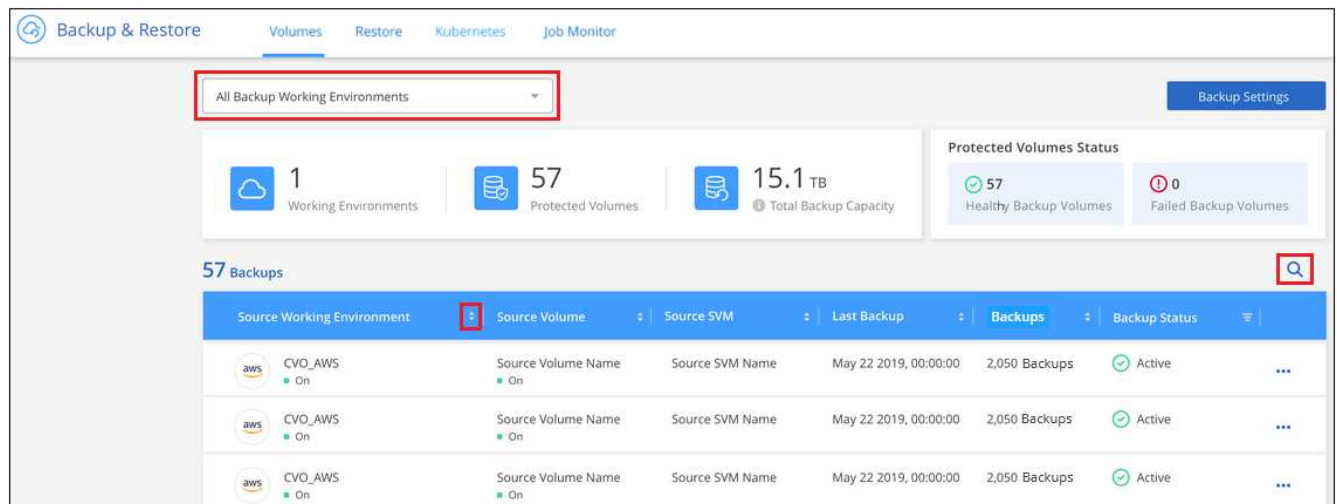 Backup & Restore Volumes Restore Kubernetes Job Monitor
All Backup Working Environments Backup Settings
Protected Volumes Status
1 57 15.1 TB 57 0
Working Environments Protected Volumes Total Backup Capacity Healthy Backup Volumes Failed Backup Volumes
57 Backups
Source Working Environment Source Volume Source SVM Last Backup Backups Backup Status
aws CVO_AWS Source Volume Name Source SVM Name May 22 2019, 00:00:00 2,050 Backups Active
On On
aws CVO_AWS Source Volume Name Source SVM Name May 22 2019, 00:00:00 2,050 Backups Active
On On
aws CVO_AWS Source Volume Name Source SVM Name May 22 2019, 00:00:00 2,050 Backups Active
On On